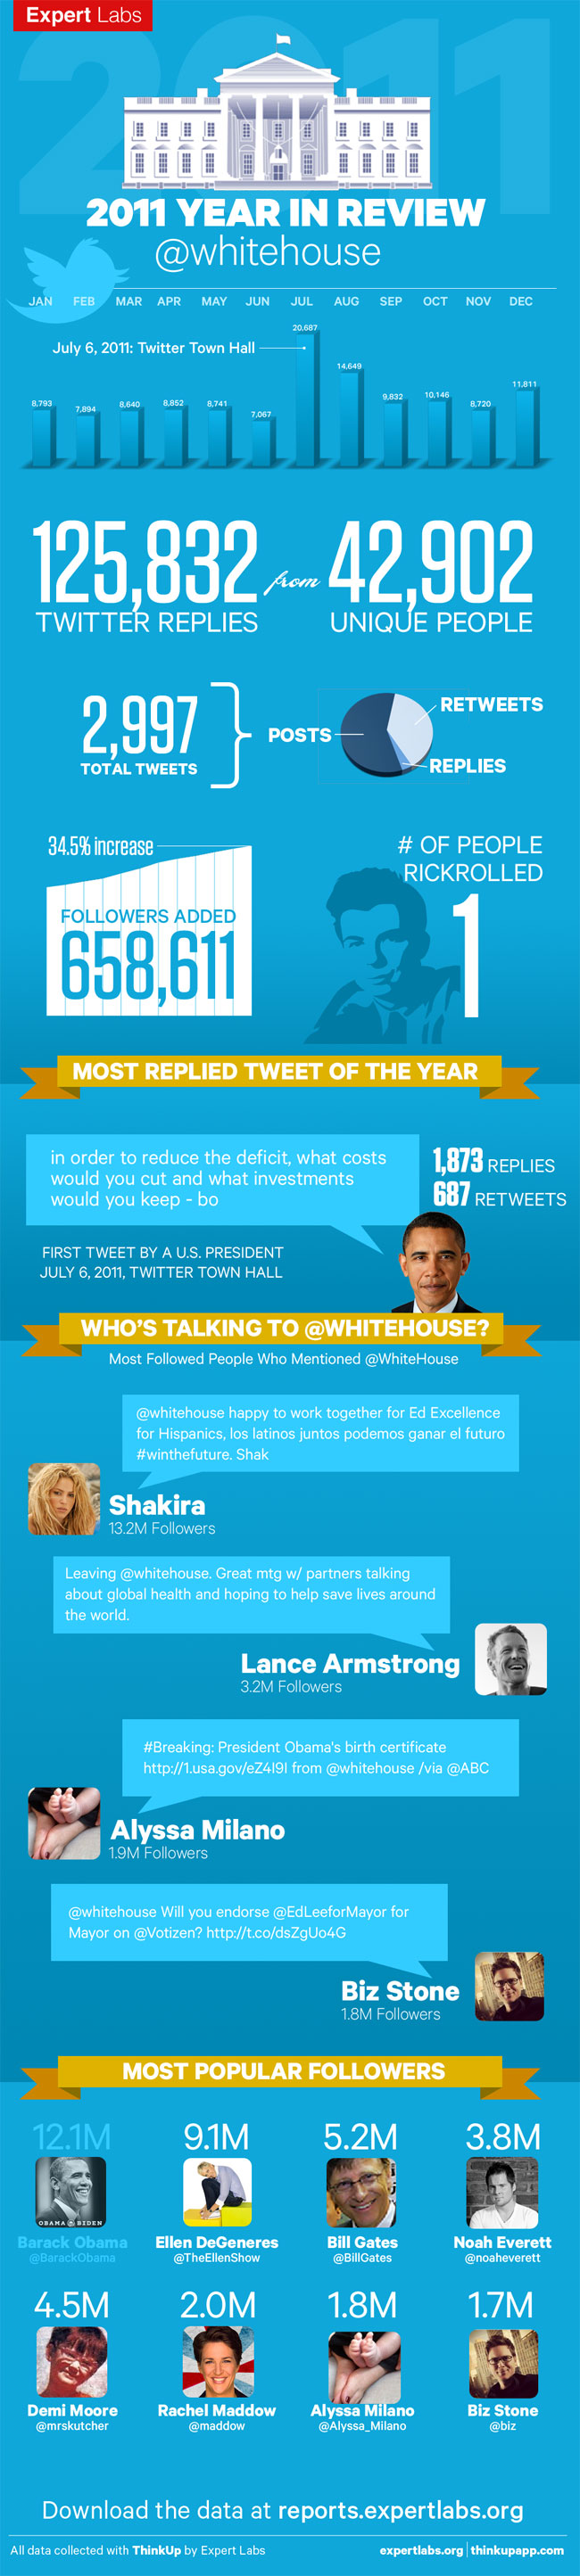 Expert Labs
2011
2011 YEAR IN REVIEW
@whitehouse
JAN FEB MAR APR MAY JUN JUL AUG SEP OCT NOV DEC
July 6, 2011: Twitter Town Hall
8,793 7,894 8,640 8,852 8,741 7,067 20,687 14,649 9,832 10,146 8,720 11,811
125,832 from 42,902
TWITTER REPLIES UNIQUE PEOPLE
2,997
TOTAL TWEETS
POSTS
RETWEETS
REPLIES
34.5% increase
FOLLOWERS ADDED
658,611
# OF PEOPLE
RICKROLLED
1
MOST REPLIED TWEET OF THE YEAR
in order to reduce the deficit, what costs
would you cut and what investments
would you keep - bo
1,873 REPLIES
687 RETWEETS
FIRST TWEET BY A U.S. PRESIDENT
JULY 6, 2011, TWITTER TOWN HALL
WHO'S TALKING TO @WHITEHOUSE?
Most Followed People Who Mentioned @WhiteHouse
@whitehouse happy to work together for Ed Excellence
for Hispanics, los latinos juntos podemos ganar el futuro
#winthefuture. Shak
Shakira
13.2M Followers
Leaving @whitehouse. Great mtg w/ partners talking
about global health and hoping to help save lives around
the world.
Lance Armstrong
3.2M Followers
#Breaking: President Obama's birth certificate
http://1.usa.gov/eZ4I9I from @whitehouse /via @ABC
Alyssa Milano
1.9M Followers
@whitehouse Will you endorse @EdLeeforMayor for
Mayor on @Votizen? http://t.co/dsZgUo4G
Biz Stone
1.8M Followers
MOST POPULAR FOLLOWERS
12.1M 9.1M 5.2M 3.8M
OBAMA BIDEN
Barack Obama Ellen DeGeneres Bill Gates Noah Everett
@BarackObama @TheEllenShow @BillGates @noaheverett
4.5M 2.0M 1.8M 1.7M
Demi Moore Rachel Maddow Alyssa Milano Biz Stone
@mrskutcher @maddow @Alyssa_Milano @biz
Download the data at reports.expertlabs.org
All data collected with ThinkUp by Expert Labs
expertlabs.org | thinkupapp.com